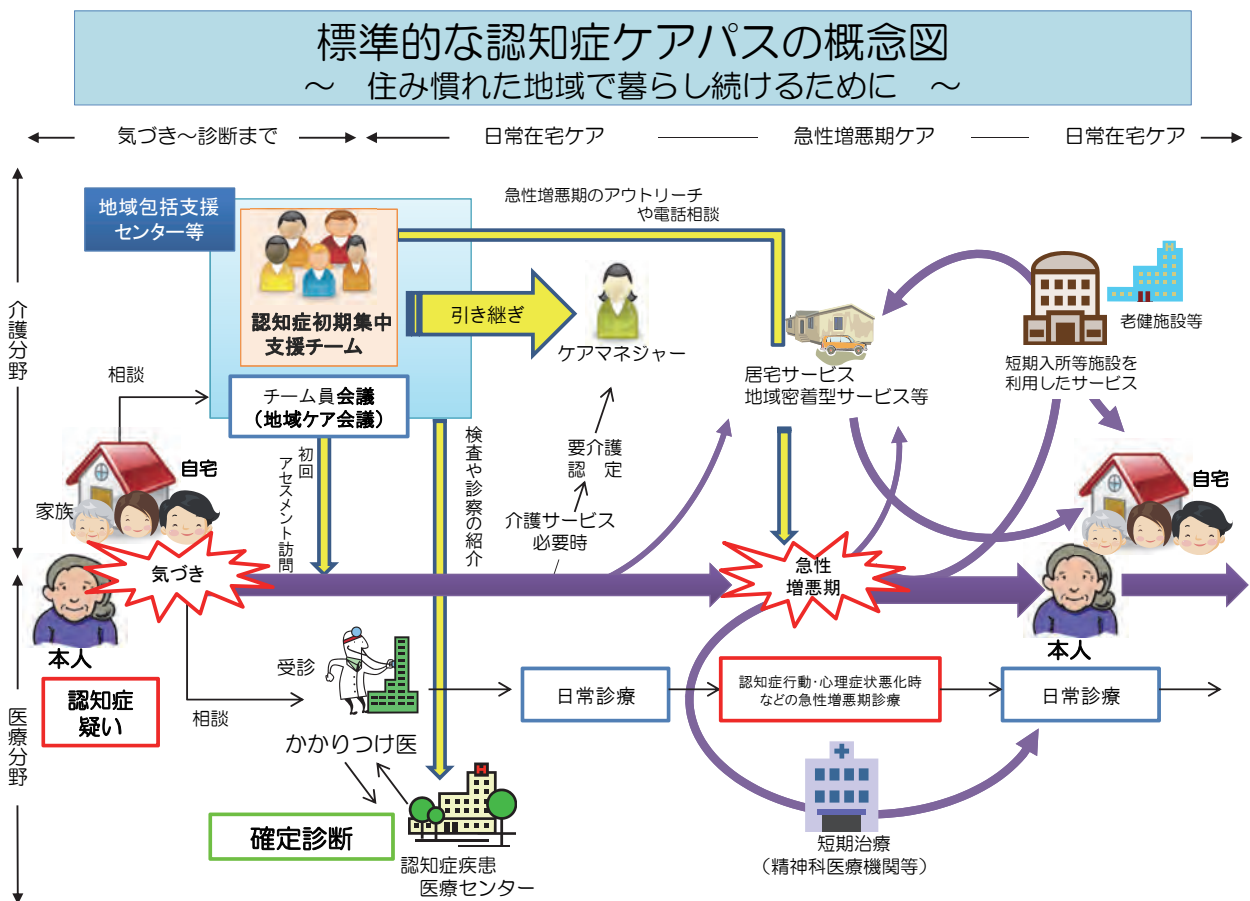 標準的な認知症ケアパスの概念図
～　住み慣れた地域で暮らし続けるために　～
気づき～診断まで
日常在宅ケア
急性増悪期ケア
日常在宅ケア
介護分野
医療分野
地域包括支援
センター等
認知症初期集中
支援チーム
チーム員会議
（地域ケア会議）
急性増悪期のアウトリーチ
や電話相談
引き継ぎ
ケアマネジャー
居宅サービス
地域密着型サービス等
老健施設等
短期入所等施設を
利用したサービス
相談
自宅
家族
初回
アセスメント訪問
検査や診察の紹介
要介護
認　定
介護サービス
必要時
気づき
急性
増悪期
自宅
本人
本人
認知症
疑い
相談
受診
かかりつけ医
日常診療
認知症行動・心理症状悪化時
などの急性増悪期診療
日常診療
確定診断
H
認知症疾患
医療センター
短期治療
（精神科医療機関等）